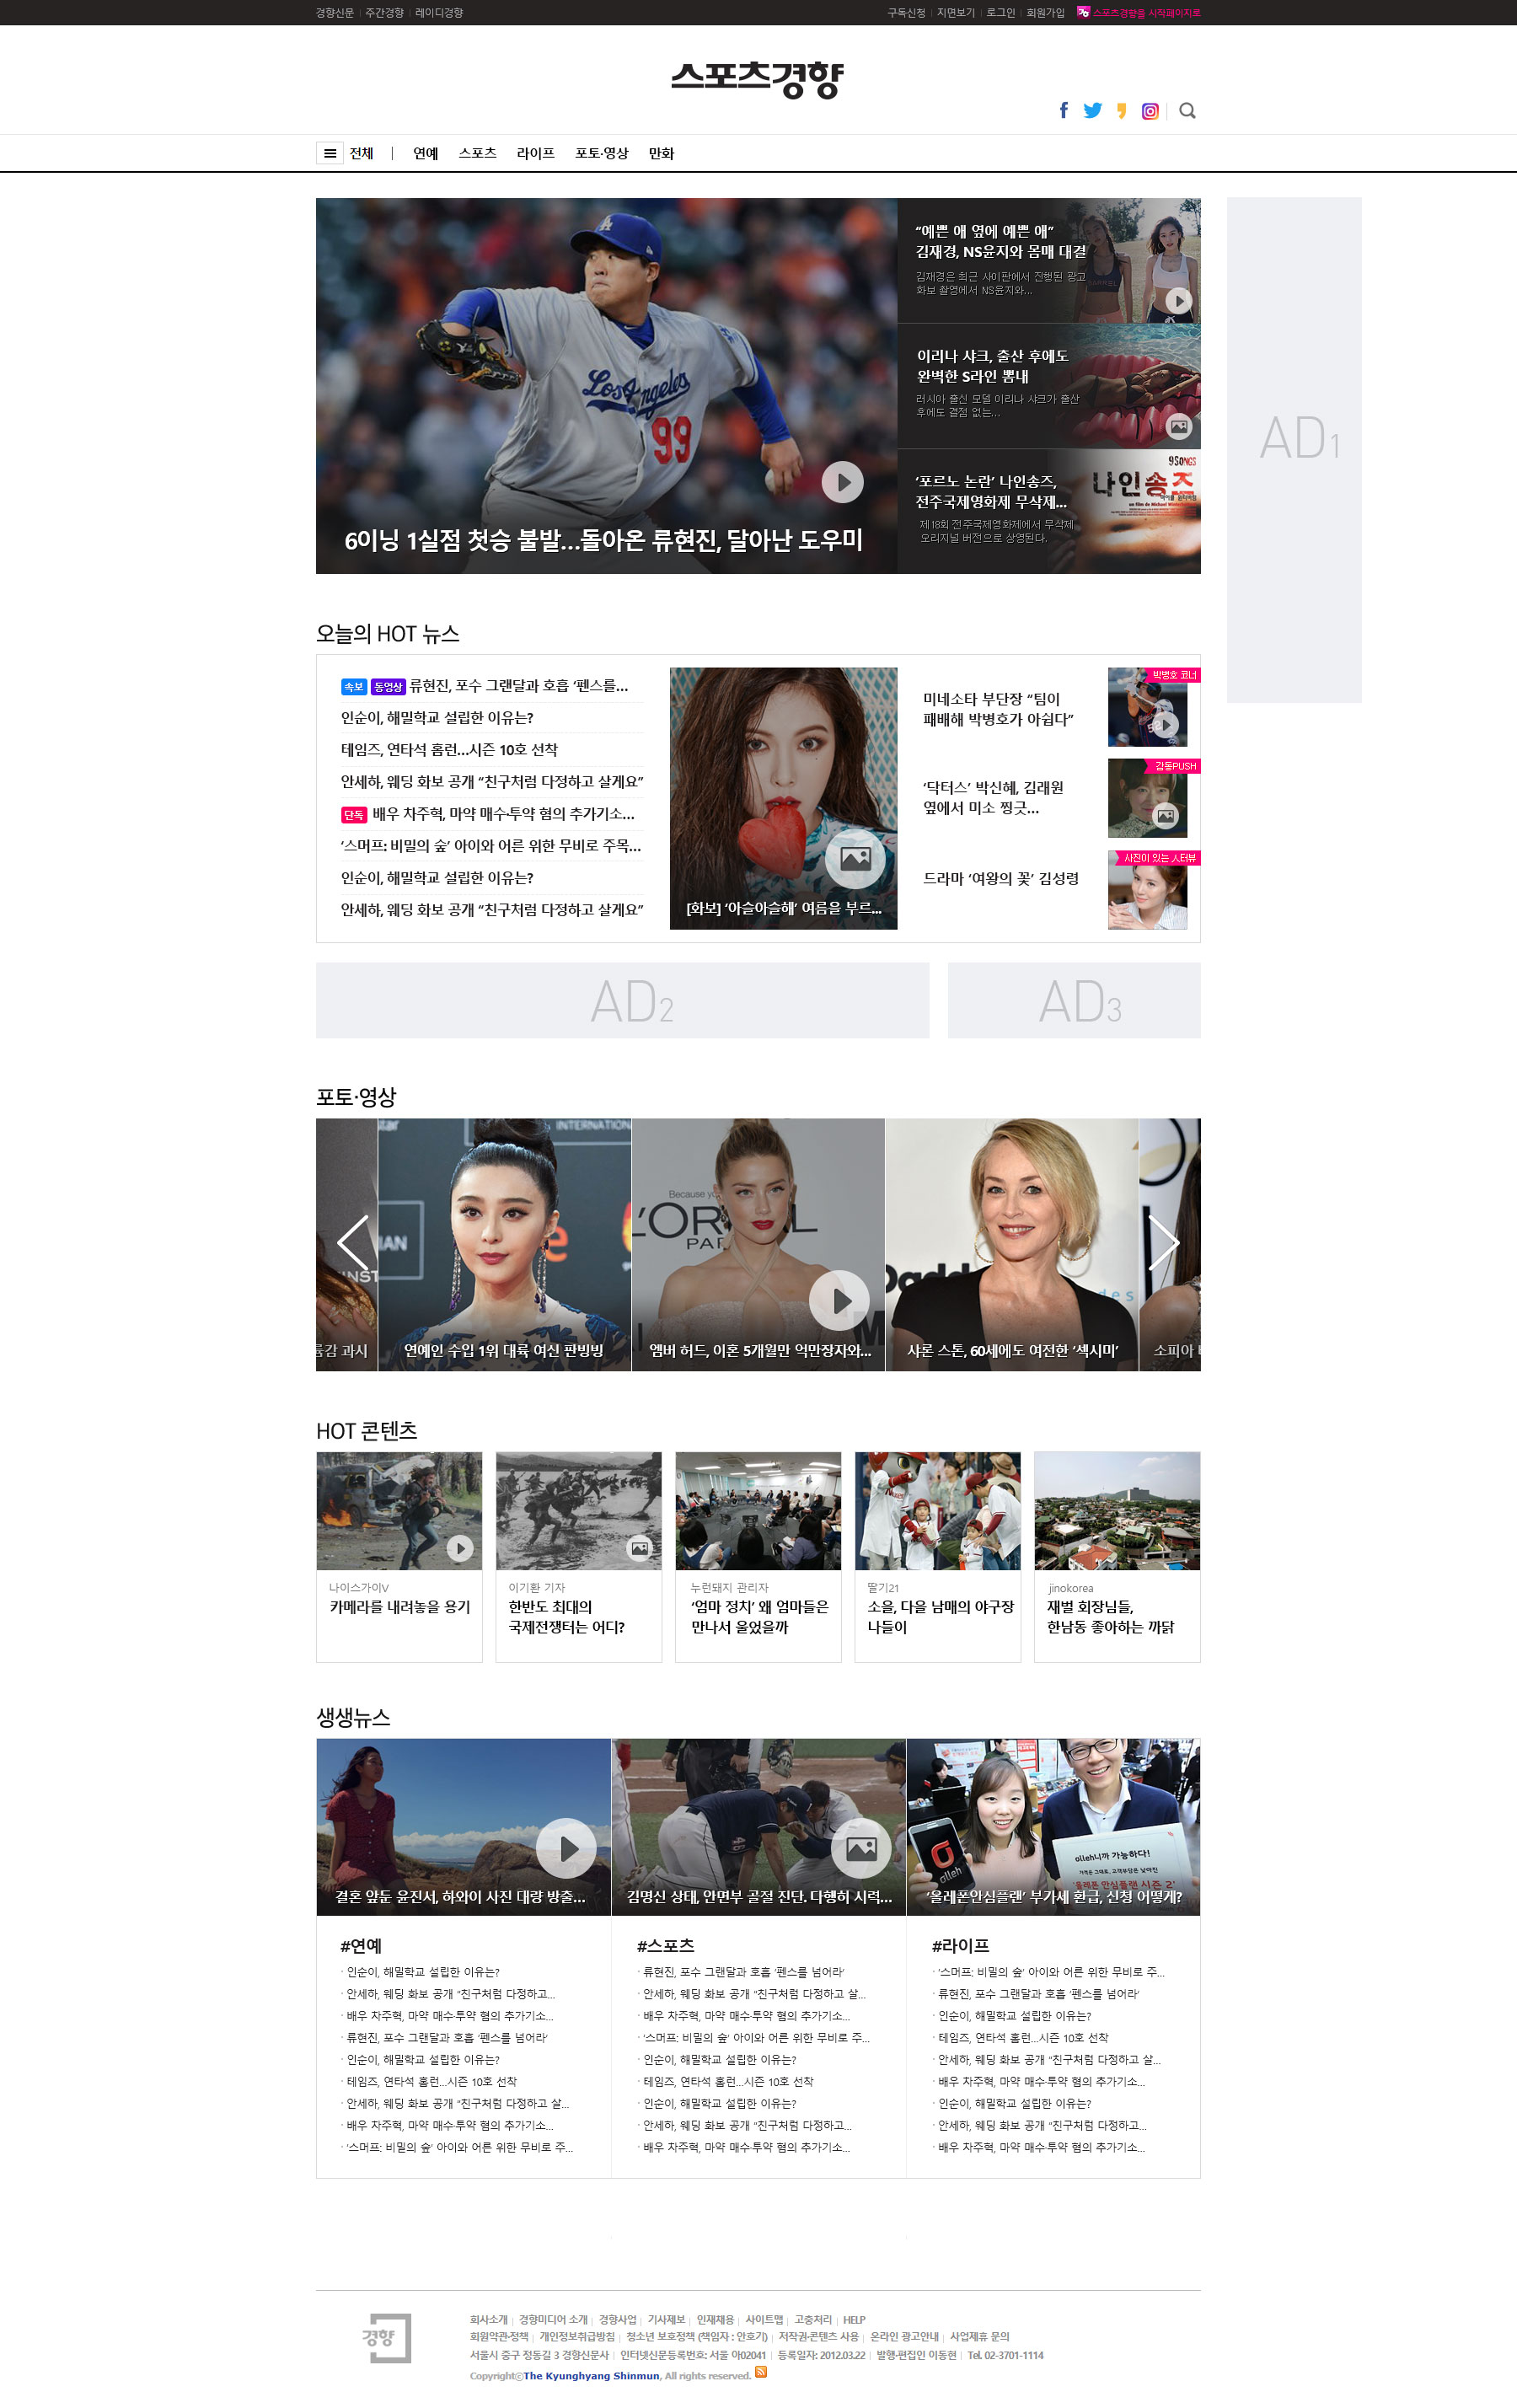 경향신문 주간경향 레이디경향
구독신청 지면보기 로그인 회원가입 스포츠경향을 시작페이지로
스포츠경향
전체 연예 스포츠 라이프 포토·영상 만화
6이닝 1실점 첫승 불발…돌아온 류현진, 달아난 도우미
“예쁜 애 옆에 예쁜 애”
김재경, NS윤지와 몸매 대결
김재경은 최근 사이판에서 진행된 광고
화보 촬영에서 NS윤지와...
이리나 샤크, 출산 후에도
완벽한 S라인 뽐내
러시아 출신 모델 이리나 샤크가 출산
후에도 결점 없는...
‘포르노 논란’ 나인송즈,
전주국제영화제 무삭제...
제18회 전주국제영화제에서 무삭제
오리지널 버전으로 상영된다.
9SONGS
나인송즈
Los Angeles
99
AD1
오늘의 HOT 뉴스
속보 동영상 류현진, 포수 그랜달과 호흡 ‘펜스를...
인순이, 해밀학교 설립한 이유는?
테임즈, 연타석 홈런…시즌 10호 선착
안세하, 웨딩 화보 공개 “친구처럼 다정하고 살게요”
단독 배우 차주혁, 마약 매수·투약 혐의 추가기소...
‘스머프: 비밀의 숲’ 아이와 어른 위한 무비로 주목...
인순이, 해밀학교 설립한 이유는?
안세하, 웨딩 화보 공개 “친구처럼 다정하고 살게요”
[화보] ‘아슬아슬해’ 여름을 부르...
미네소타 부단장 “팀이
패배해 박병호가 아쉽다”
박병호 코너
‘닥터스’ 박신혜, 김래원
옆에서 미소 찡긋…
감동PUSH
드라마 ‘여왕의 꽃’ 김성령
사진이 있는 人터뷰
AD2
AD3
포토·영상
륨감 과시
연예인 수입 1위 대륙 여신 판빙빙
엠버 허드, 이혼 5개월만 억만장자와...
샤론 스톤, 60세에도 여전한 ‘섹시미’
소피아
HOT 콘텐츠
나이스가이V
카메라를 내려놓을 용기
이기환 기자
한반도 최대의
국제전쟁터는 어디?
누런돼지 관리자
‘엄마 정치’ 왜 엄마들은
만나서 울었을까
딸기21
소을, 다을 남매의 야구장
나들이
jinokorea
재벌 회장님들,
한남동 좋아하는 까닭
생생뉴스
결혼 앞둔 윤진서, 하와이 사진 대량 방출...
김명신 상태, 안면부 골절 진단. 다행히 시력...
olleh
olleh니까 가능하다!
‘올레폰안심플랜’ 부가세 환급, 신청 어떻게?
#연예
· 인순이, 해밀학교 설립한 이유는?
· 안세하, 웨딩 화보 공개 “친구처럼 다정하고...
· 배우 차주혁, 마약 매수·투약 혐의 추가기소...
· 류현진, 포수 그랜달과 호흡 ‘펜스를 넘어라’
· 인순이, 해밀학교 설립한 이유는?
· 테임즈, 연타석 홈런…시즌 10호 선착
· 안세하, 웨딩 화보 공개 “친구처럼 다정하고 살...
· 배우 차주혁, 마약 매수·투약 혐의 추가기소...
· ‘스머프: 비밀의 숲’ 아이와 어른 위한 무비로 주...
#스포츠
· 류현진, 포수 그랜달과 호흡 ‘펜스를 넘어라’
· 안세하, 웨딩 화보 공개 “친구처럼 다정하고 살...
· 배우 차주혁, 마약 매수·투약 혐의 추가기소...
· ‘스머프: 비밀의 숲’ 아이와 어른 위한 무비로 주...
· 인순이, 해밀학교 설립한 이유는?
· 테임즈, 연타석 홈런…시즌 10호 선착
· 인순이, 해밀학교 설립한 이유는?
· 안세하, 웨딩 화보 공개 “친구처럼 다정하고...
· 배우 차주혁, 마약 매수·투약 혐의 추가기소...
#라이프
· ‘스머프: 비밀의 숲’ 아이와 어른 위한 무비로 주...
· 류현진, 포수 그랜달과 호흡 ‘펜스를 넘어라’
· 인순이, 해밀학교 설립한 이유는?
· 테임즈, 연타석 홈런…시즌 10호 선착
· 안세하, 웨딩 화보 공개 “친구처럼 다정하고 살...
· 배우 차주혁, 마약 매수·투약 혐의 추가기소...
· 인순이, 해밀학교 설립한 이유는?
· 안세하, 웨딩 화보 공개 “친구처럼 다정하고...
· 배우 차주혁, 마약 매수·투약 혐의 추가기소...
경향
회사소개 경향미디어 소개 경향사업 기사제보 인재채용 사이트맵 고충처리 HELP
회원약관·정책 개인정보취급방침 청소년 보호정책 (책임자 : 안호기) 저작권·콘텐츠 사용 온라인 광고안내 사업제휴 문의
서울시 중구 정동길 3 경향신문사 인터넷신문등록번호: 서울 아02041 등록일자: 2012.03.22 발행·편집인 이동현 Tel. 02-3701-1114
CopyrightⓒThe Kyunghyang Shinmun, All rights reserved.